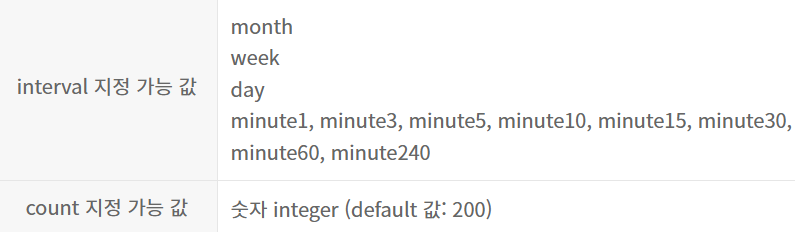 interval 지정 가능 값
month
week
day
minute1, minute3, minute5, minute10, minute15, minute30,
minute60, minute240
count 지정 가능 값
숫자 integer (default 값: 200)